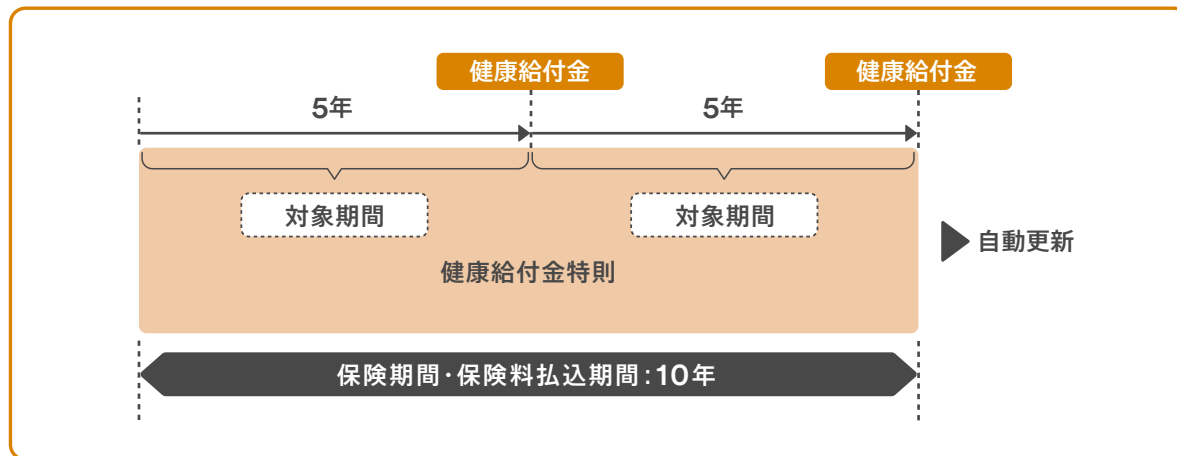 健康給付金
健康給付金
5年
5年
対象期間
対象期間
健康給付金特則
自動更新
保険期間・保険料払込期間:10年